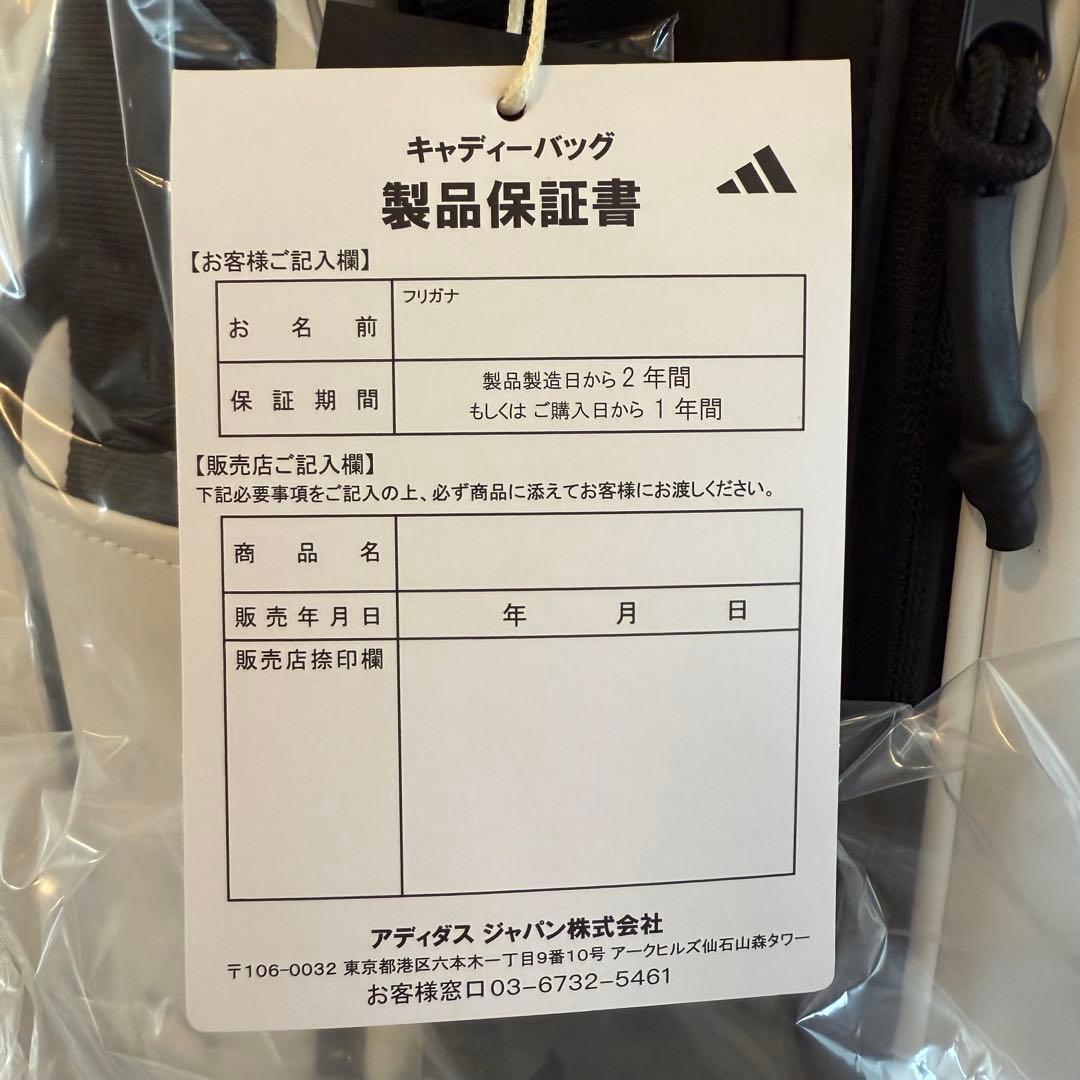 キャディーバッグ
製品保証書
【お客様ご記入欄】
お名前
フリガナ
保証期間
製品製造日から2年間
もしくは ご購入日から 1年間
【販売店ご記入欄】
下記必要事項をご記入の上、必ず商品に添えてお客様にお渡しください。
商品名
販売年月日
年 月 日
販売店捺印欄
アディダス ジャパン株式会社
〒106-0032 東京都港区六本木一丁目9番10号 アークヒルズ仙石山森タワー
お客様窓口03-6732-5461